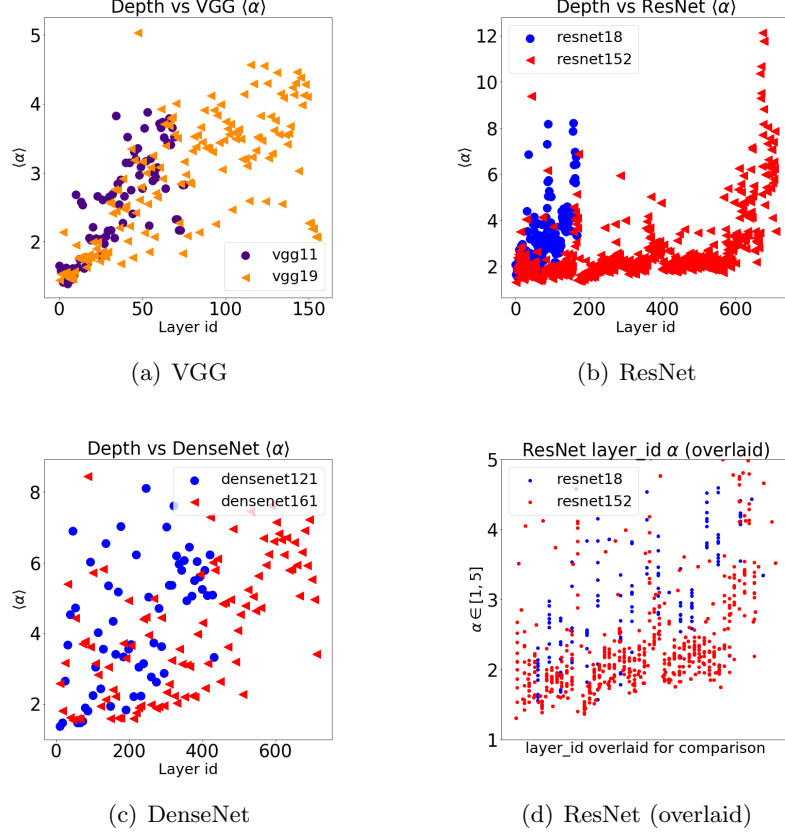 Depth vs VGG ⟨α⟩
5
4
3
2
⟨α⟩
vgg11
vgg19
0 50 100 150
Layer id
(a) VGG
Depth vs ResNet ⟨α⟩
resnet18
resnet152
12
10
8
6
4
2
⟨α⟩
0 200 400 600
Layer id
(b) ResNet
Depth vs DenseNet ⟨α⟩
densenet121
densenet161
8
6
4
2
⟨α⟩
0 200 400 600
Layer id
(c) DenseNet
ResNet layer_id α (overlaid)
resnet18
resnet152
5
4
3
2
1
α ∈ [1, 5]
layer_id overlaid for comparison
(d) ResNet (overlaid)